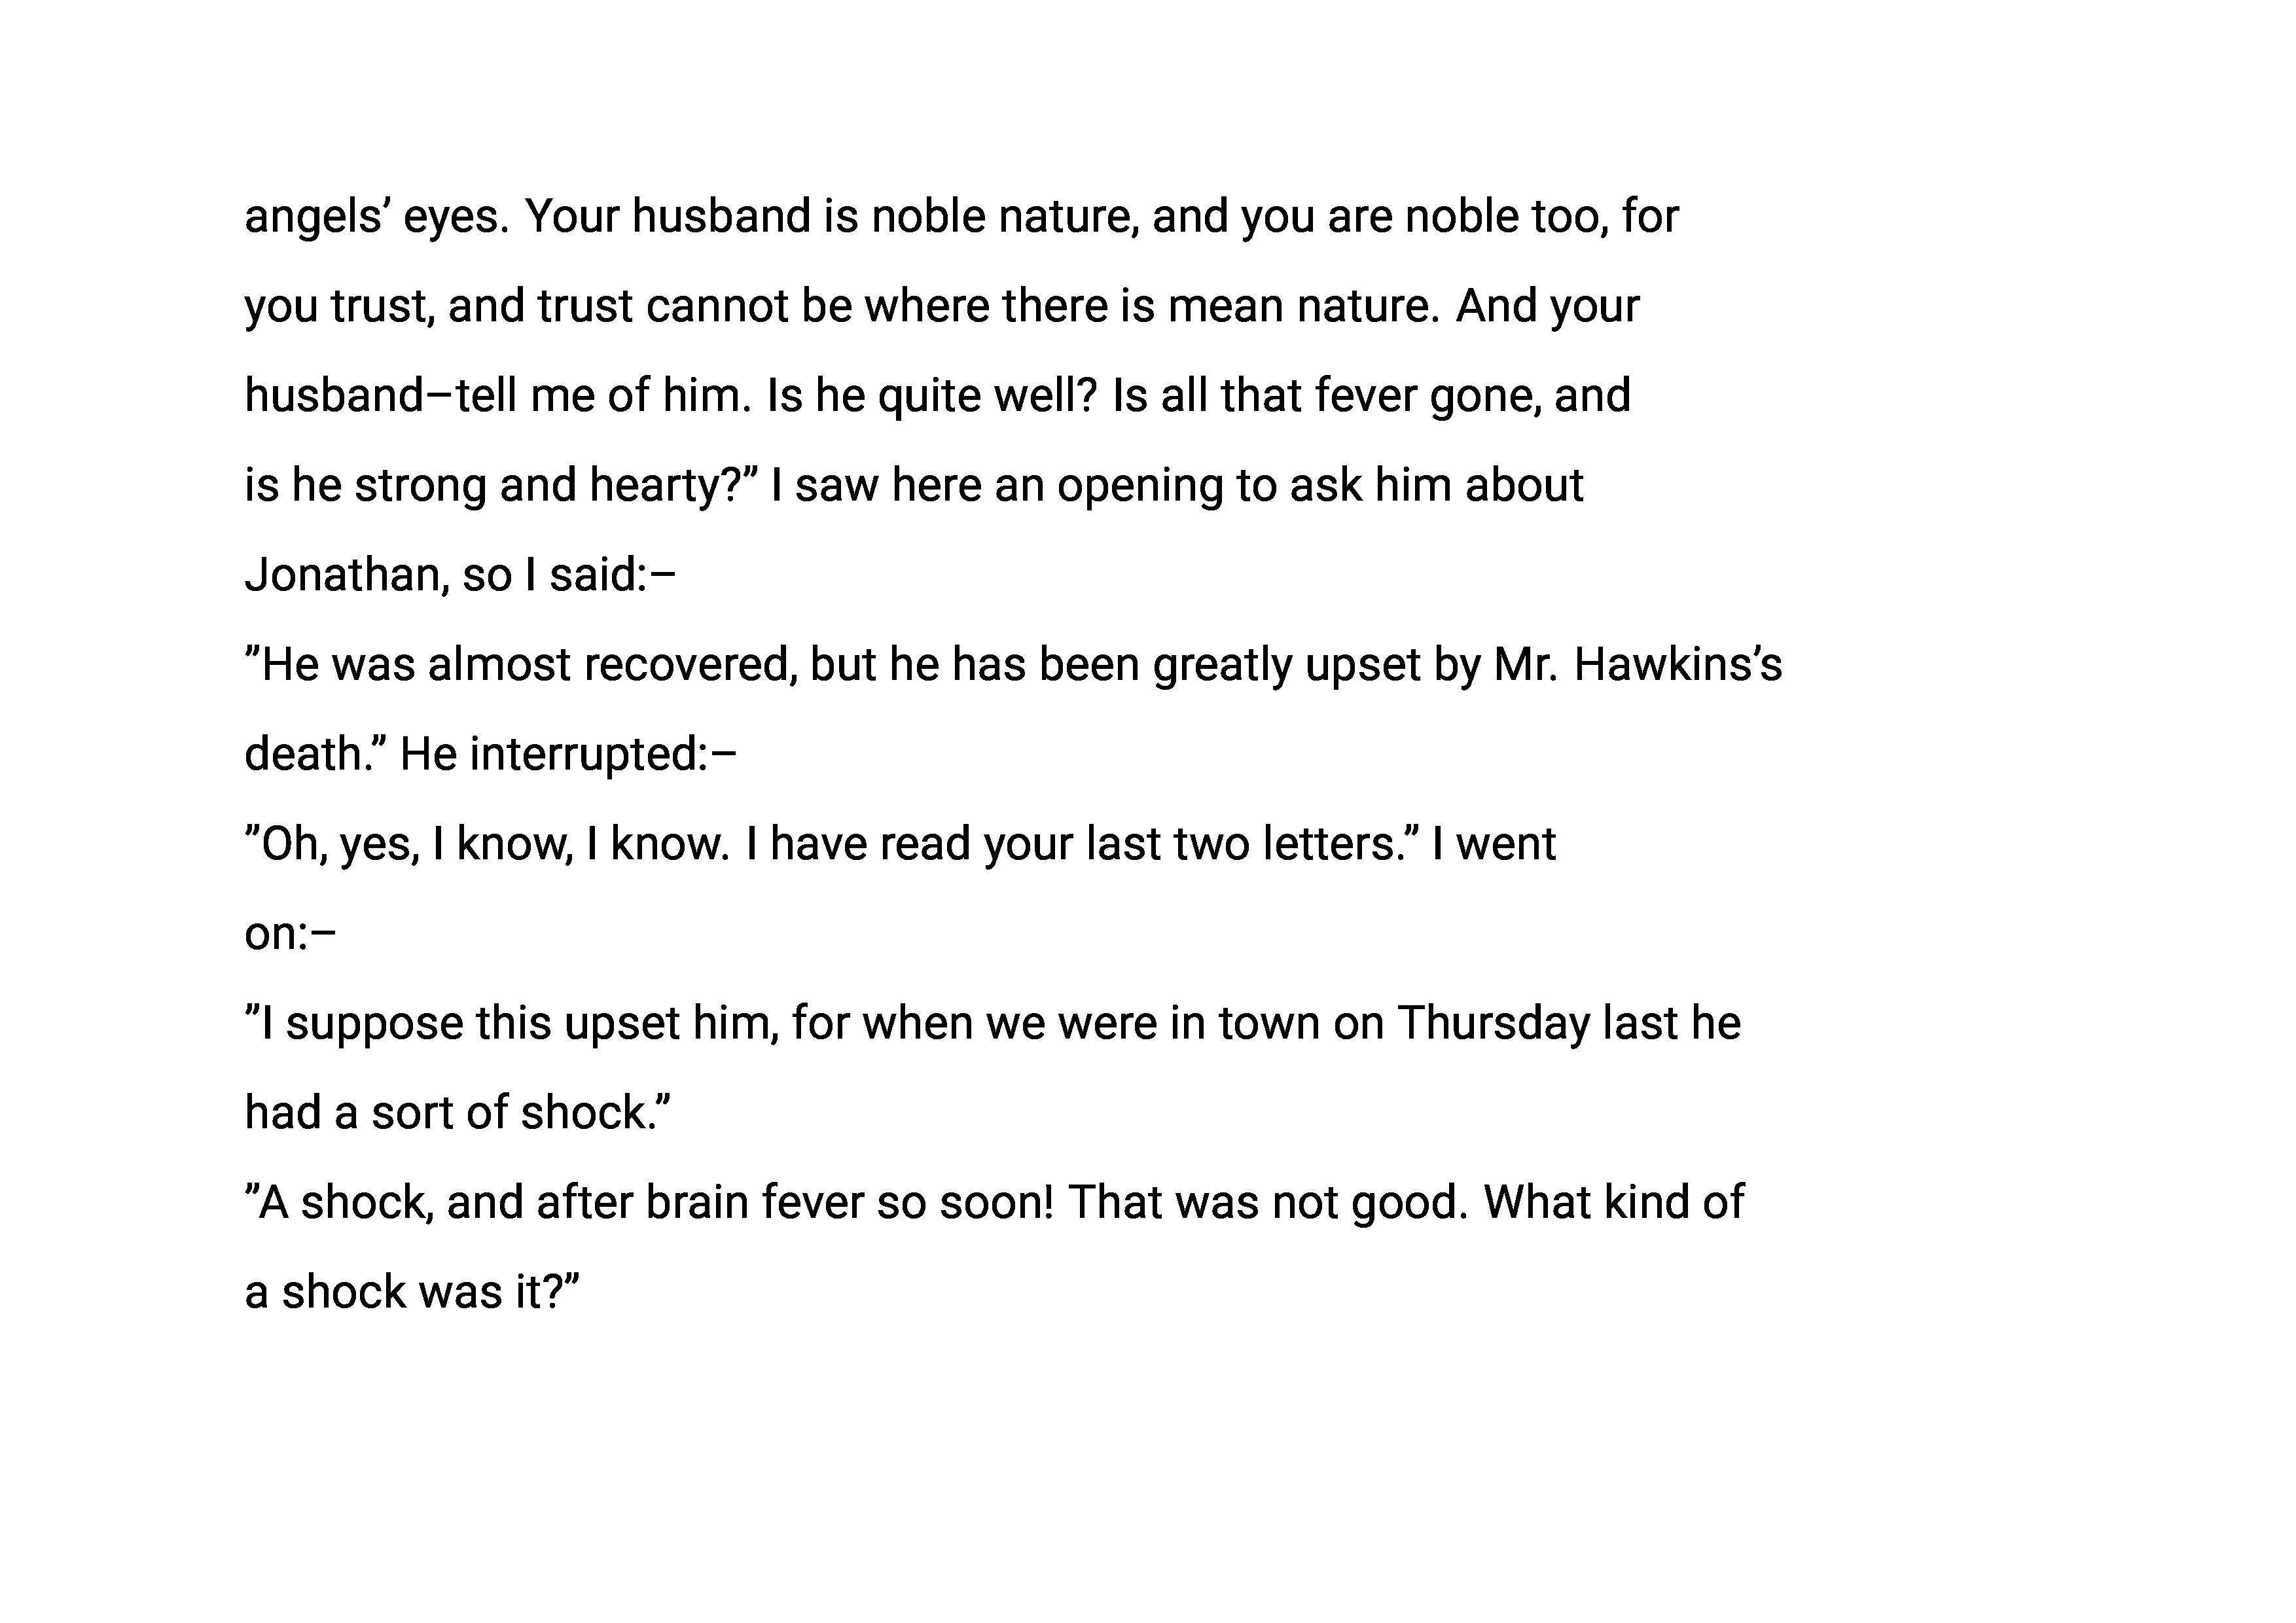 angels’ eyes. Your husband is noble nature, and you are noble too, for
you trust, and trust cannot be where there is mean nature. And your
husband–tell me of him. Is he quite well? Is all that fever gone, and
is he strong and hearty?” I saw here an opening to ask him about
Jonathan, so I said:–
”He was almost recovered, but he has been greatly upset by Mr. Hawkins’s
death.” He interrupted:–
”Oh, yes, I know, I know. I have read your last two letters.” I went
on:–
”I suppose this upset him, for when we were in town on Thursday last he
had a sort of shock.”
”A shock, and after brain fever so soon! That was not good. What kind of
a shock was it?”